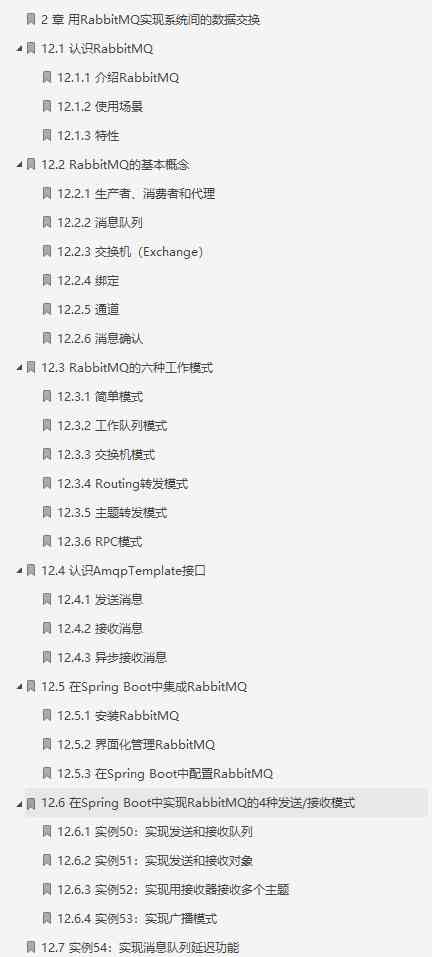 2 章 用RabbitMQ实现系统间的数据交换
12.1 认识RabbitMQ
12.1.1 介绍RabbitMQ
12.1.2 使用场景
12.1.3 特性
12.2 RabbitMQ的基本概念
12.2.1 生产者、消费者和代理
12.2.2 消息队列
12.2.3 交换机（Exchange）
12.2.4 绑定
12.2.5 通道
12.2.6 消息确认
12.3 RabbitMQ的六种工作模式
12.3.1 简单模式
12.3.2 工作队列模式
12.3.3 交换机模式
12.3.4 Routing转发模式
12.3.5 主题转发模式
12.3.6 RPC模式
12.4 认识AmqpTemplate接口
12.4.1 发送消息
12.4.2 接收消息
12.4.3 异步接收消息
12.5 在Spring Boot中集成RabbitMQ
12.5.1 安装RabbitMQ
12.5.2 界面化管理RabbitMQ
12.5.3 在Spring Boot中配置RabbitMQ
12.6 在Spring Boot中实现RabbitMQ的4种发送/接收模式
12.6.1 实例50：实现发送和接收队列
12.6.2 实例51：实现发送和接收对象
12.6.3 实例52：实现用接收器接收多个主题
12.6.4 实例53：实现广播模式
12.7 实例54：实现消息队列延迟功能